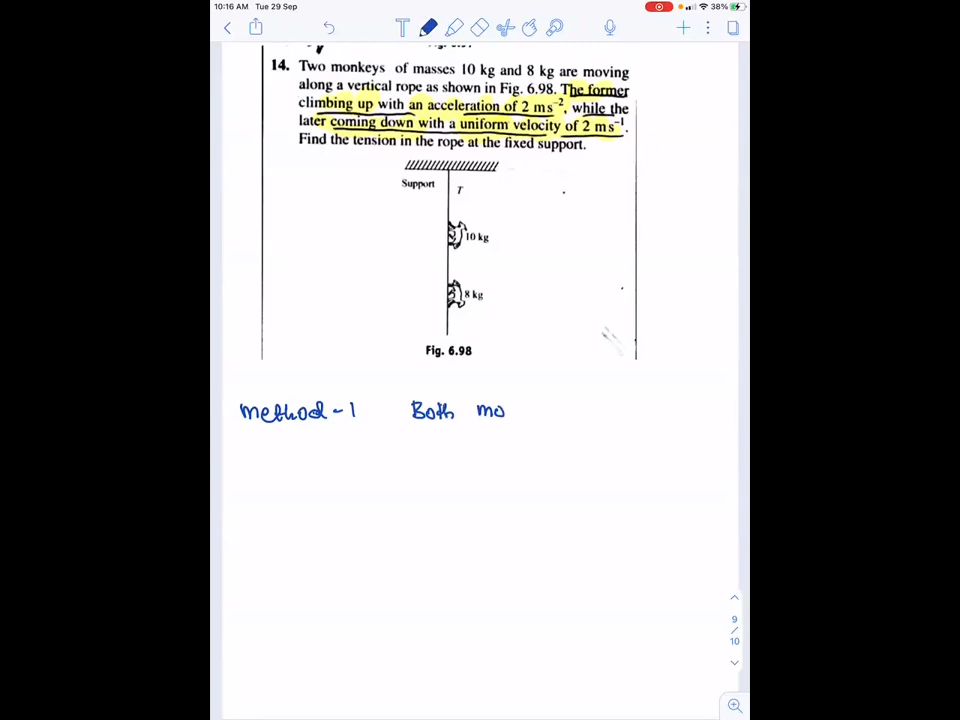 10:16 AM Tue 29 Sep
38%
14. Two monkeys of masses 10 kg and 8 kg are moving
along a vertical rope as shown in Fig. 6.98. The former
climbing up with an acceleration of 2 ms⁻², while the
later coming down with a uniform velocity of 2 ms⁻¹.
Find the tension in the rope at the fixed support.
Support
T
10 kg
8 kg
Fig. 6.98
Method-1 Both mo
9
/
10